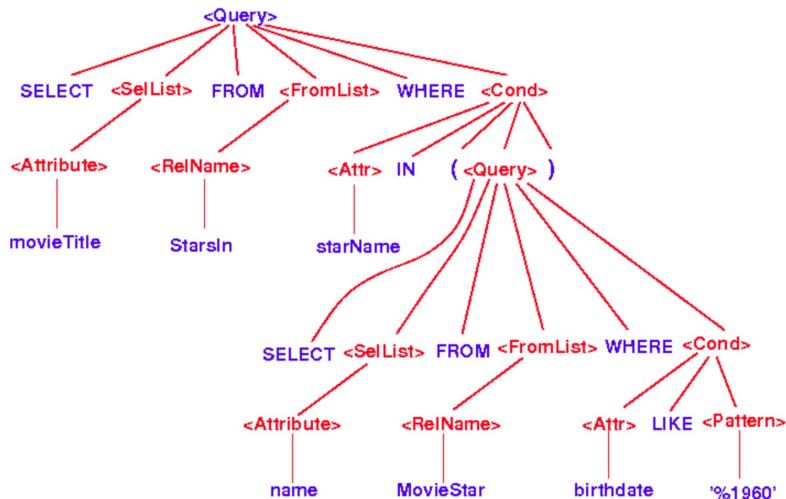 <Query>
SELECT <SelList> FROM <FromList> WHERE <Cond>
<Attribute> <RelName> <Attr> IN ( <Query> )
movieTitle StarsIn starName
SELECT <SelList> FROM <FromList> WHERE <Cond>
<Attribute> <RelName> <Attr> LIKE <Pattern>
name MovieStar birthdate '%1960'